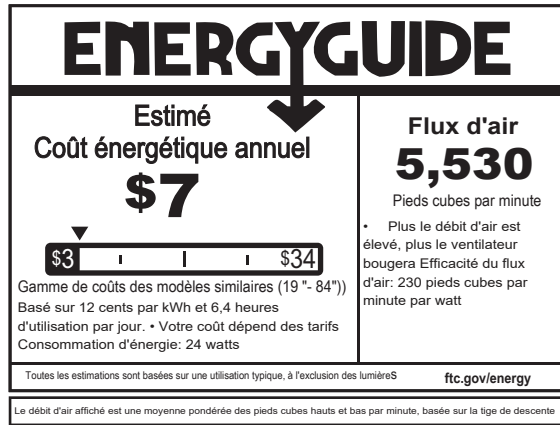 ENERGYGUIDE
Estimé
Coût énergétique annuel
$7
$3 $34
Gamme de coûts des modèles similaires (19 "- 84"))
Basé sur 12 cents par kWh et 6,4 heures
d'utilisation par jour. • Votre coût dépend des tarifs
Consommation d'énergie: 24 watts
Flux d'air
5,530
Pieds cubes par minute
• Plus le débit d'air est
élevé, plus le ventilateur
bougera Efficacité du flux
d'air: 230 pieds cubes par
minute par watt
Toutes les estimations sont basées sur une utilisation typique, à l'exclusion des lumièreS
ftc.gov/energy
Le débit d'air affiché est une moyenne pondérée des pieds cubes hauts et bas par minute, basée sur la tige de descente